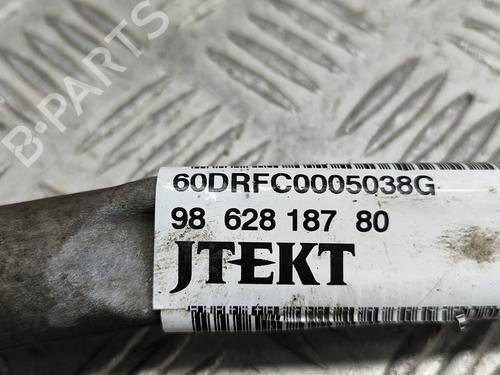 B-PARTS
60DRFC0005038G
98 628 187 80
JTEKT